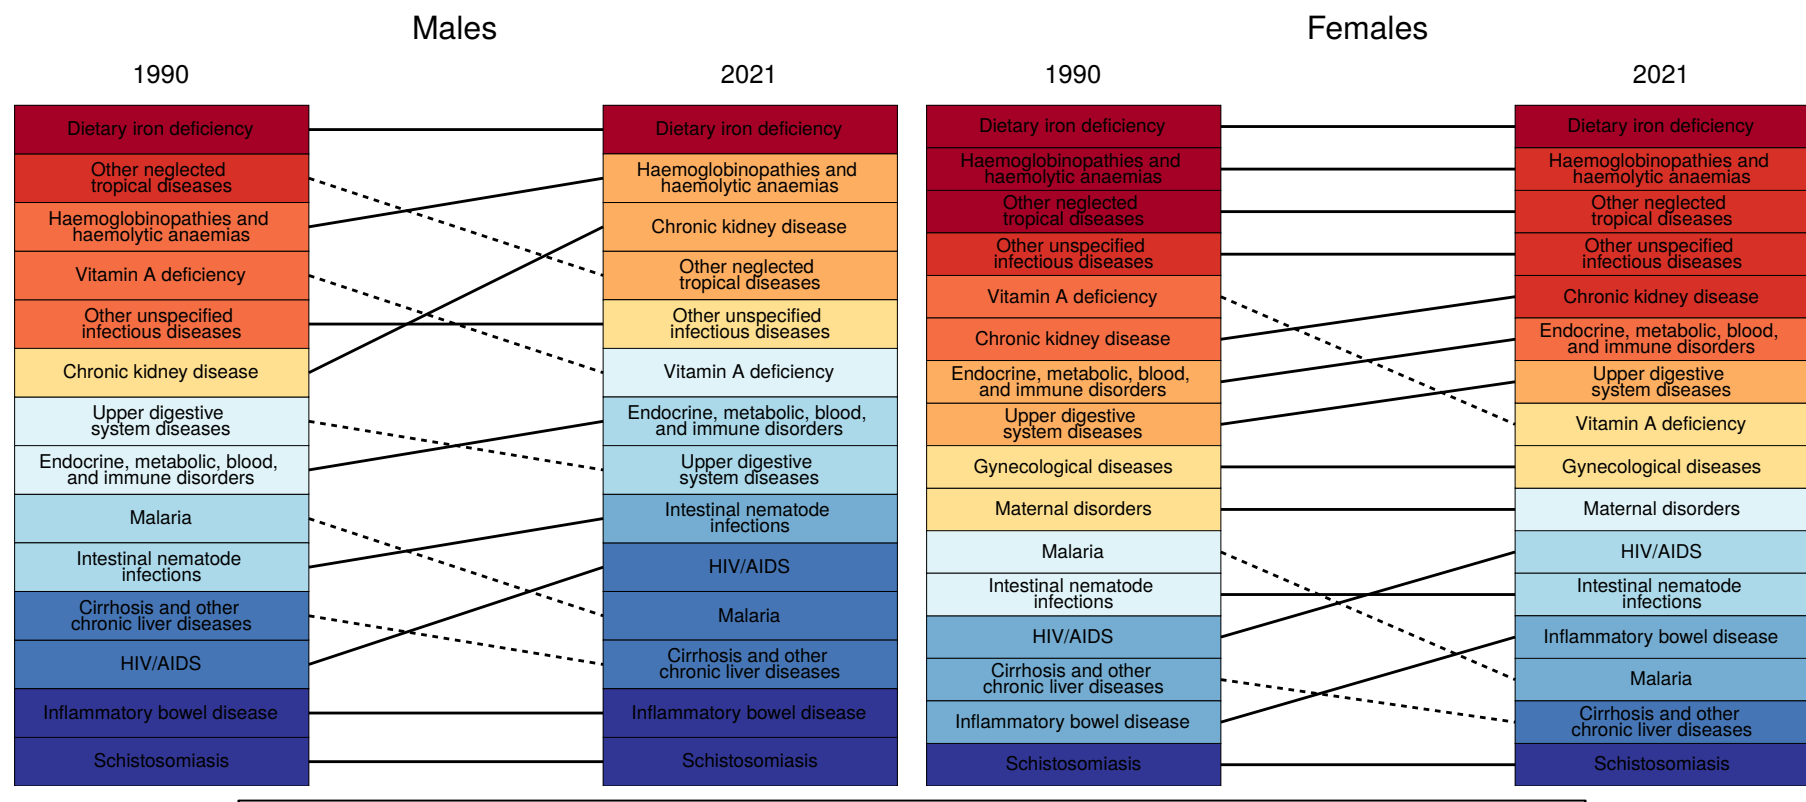 Males
Females
1990
2021
1990
2021
Dietary iron deficiency
Other neglected
tropical diseases
Haemoglobinopathies and
haemolytic anaemias
Vitamin A deficiency
Other unspecified
infectious diseases
Chronic kidney disease
Upper digestive
system diseases
Endocrine, metabolic, blood,
and immune disorders
Malaria
Intestinal nematode
infections
Cirrhosis and other
chronic liver diseases
HIV/AIDS
Inflammatory bowel disease
Schistosomiasis
Dietary iron deficiency
Haemoglobinopathies and
haemolytic anaemias
Chronic kidney disease
Other neglected
tropical diseases
Other unspecified
infectious diseases
Vitamin A deficiency
Endocrine, metabolic, blood,
and immune disorders
Upper digestive
system diseases
Intestinal nematode
infections
HIV/AIDS
Malaria
Cirrhosis and other
chronic liver diseases
Inflammatory bowel disease
Schistosomiasis
Dietary iron deficiency
Haemoglobinopathies and
haemolytic anaemias
Other neglected
tropical diseases
Other unspecified
infectious diseases
Vitamin A deficiency
Chronic kidney disease
Endocrine, metabolic, blood,
and immune disorders
Upper digestive
system diseases
Gynecological diseases
Maternal disorders
Malaria
Intestinal nematode
infections
HIV/AIDS
Cirrhosis and other
chronic liver diseases
Inflammatory bowel disease
Schistosomiasis
Dietary iron deficiency
Haemoglobinopathies and
haemolytic anaemias
Other neglected
tropical diseases
Other unspecified
infectious diseases
Chronic kidney disease
Endocrine, metabolic, blood,
and immune disorders
Upper digestive
system diseases
Vitamin A deficiency
Gynecological diseases
Maternal disorders
HIV/AIDS
Intestinal nematode
infections
Inflammatory bowel disease
Malaria
Cirrhosis and other
chronic liver diseases
Schistosomiasis